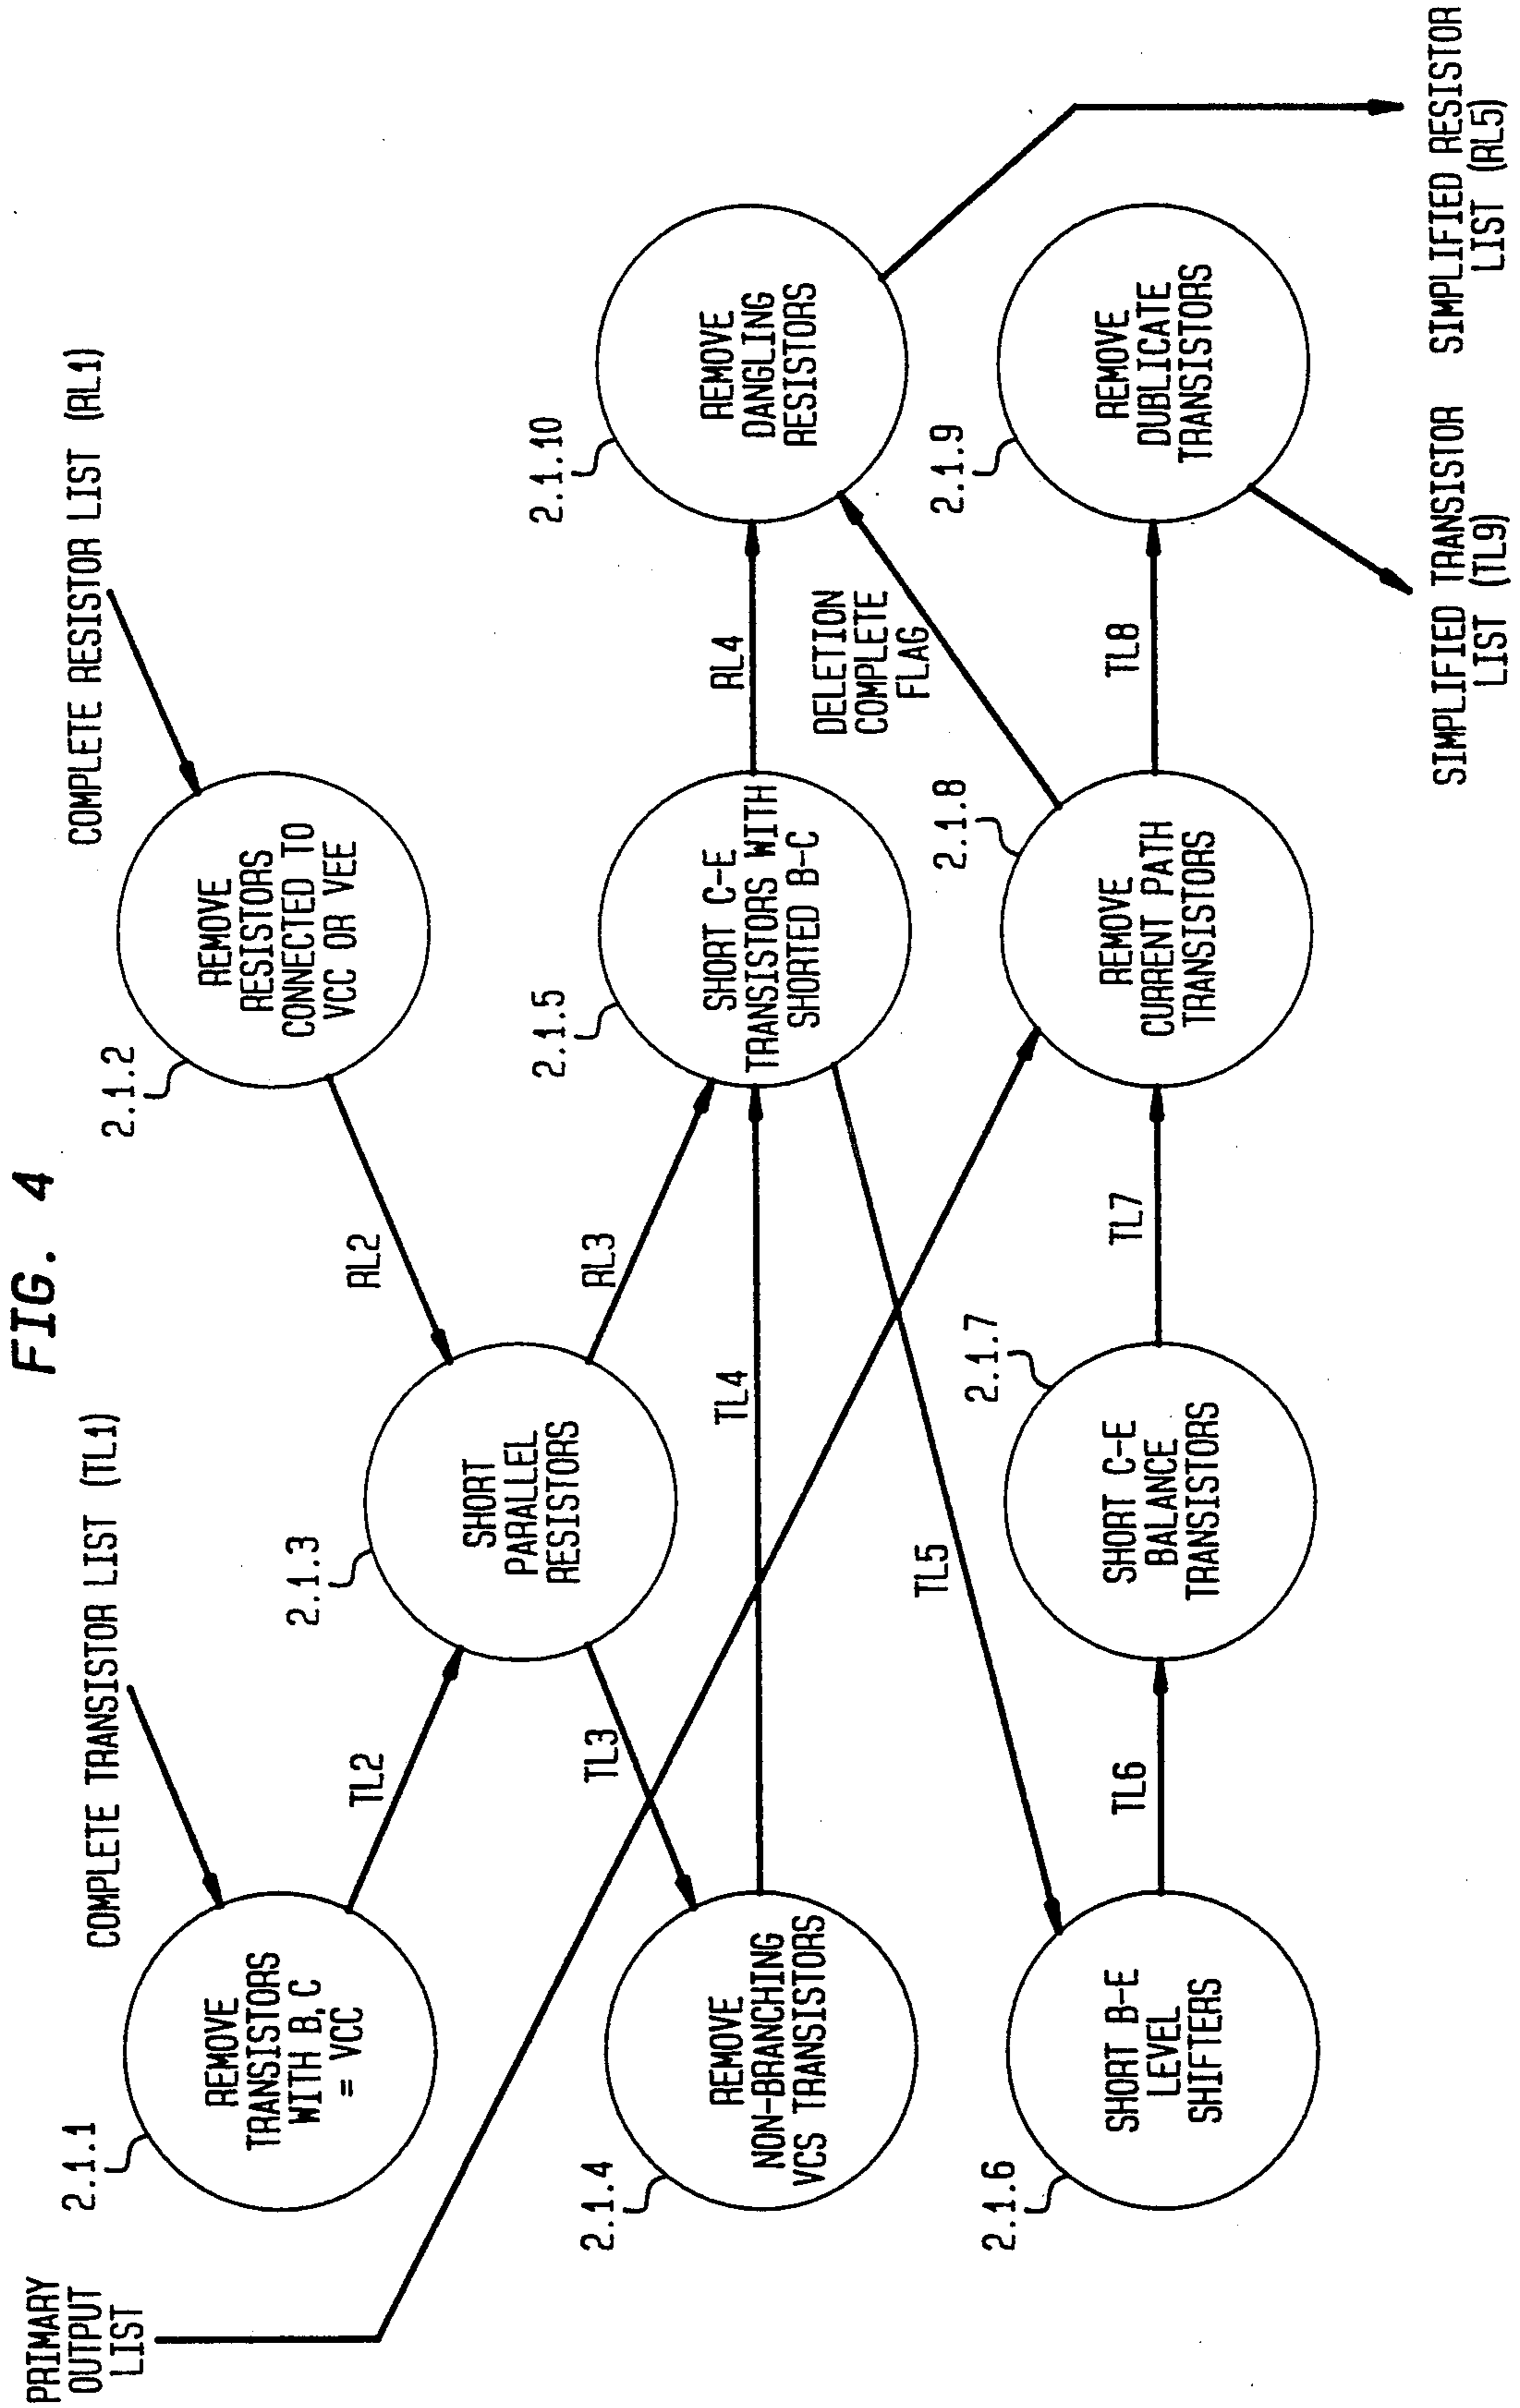 FIG. 4
PRIMARY
OUTPUT
LIST
COMPLETE TRANSISTOR LIST (TL1)
COMPLETE RESISTOR LIST (RL1)
2.1.1
REMOVE
TRANSISTORS
WITH B,C
= VCC
TL2
2.1.3
SHORT
PARALLEL
RESISTORS
RL2
2.1.2
REMOVE
RESISTORS
CONNECTED TO
VCC OR VEE
TL3
RL3
2.1.4
REMOVE
NON-BRANCHING
VCS TRANSISTORS
TL4
2.1.5
SHORT C-E
TRANSISTORS WITH
SHORTED B-C
RL4
2.1.10
REMOVE
DANGLING
RESISTORS
TL5
DELETION
COMPLETE
FLAG
2.1.6
SHORT B-E
LEVEL
SHIFTERS
TL6
2.1.7
SHORT C-E
BALANCE
TRANSISTORS
TL7
2.1.8
REMOVE
CURRENT PATH
TRANSISTORS
TL8
2.1.9
REMOVE
DUBLICATE
TRANSISTORS
SIMPLIFIED TRANSISTOR
LIST (TL9)
SIMPLIFIED RESISTOR
LIST (RL5)